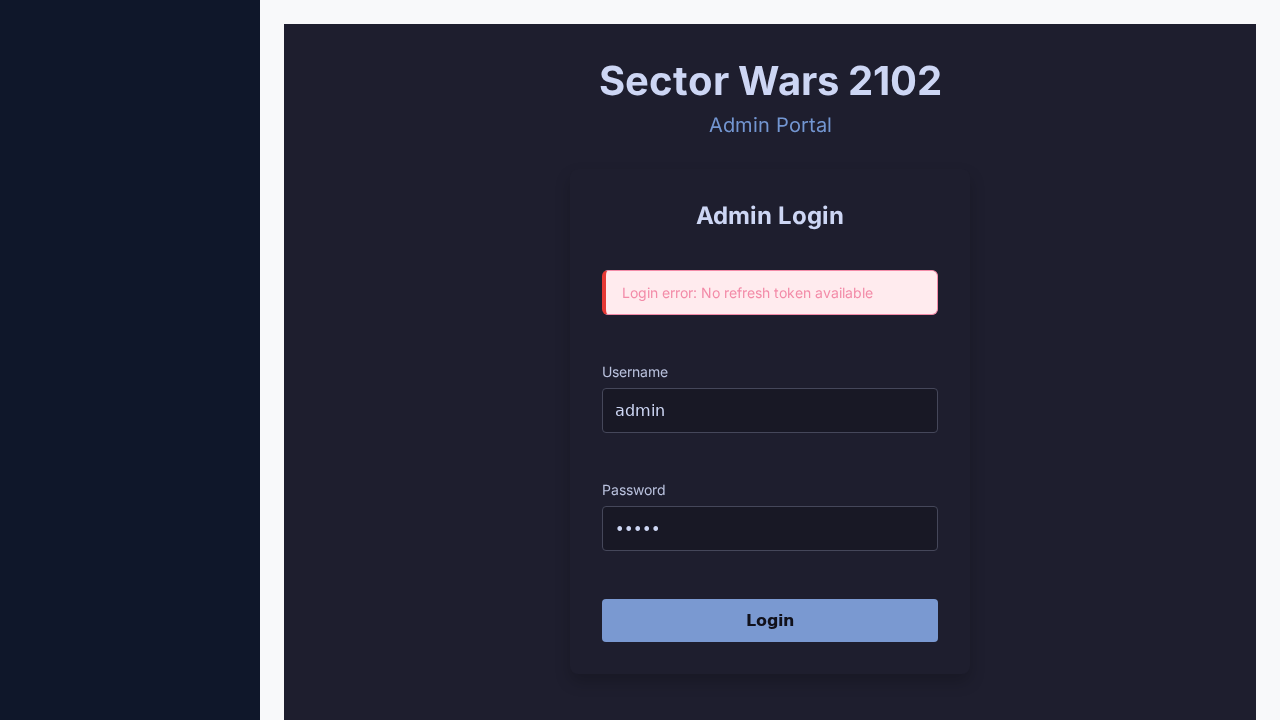 Sector Wars 2102
Admin Portal
Admin Login
Login error: No refresh token available
Username
admin
Password
•••••
Login